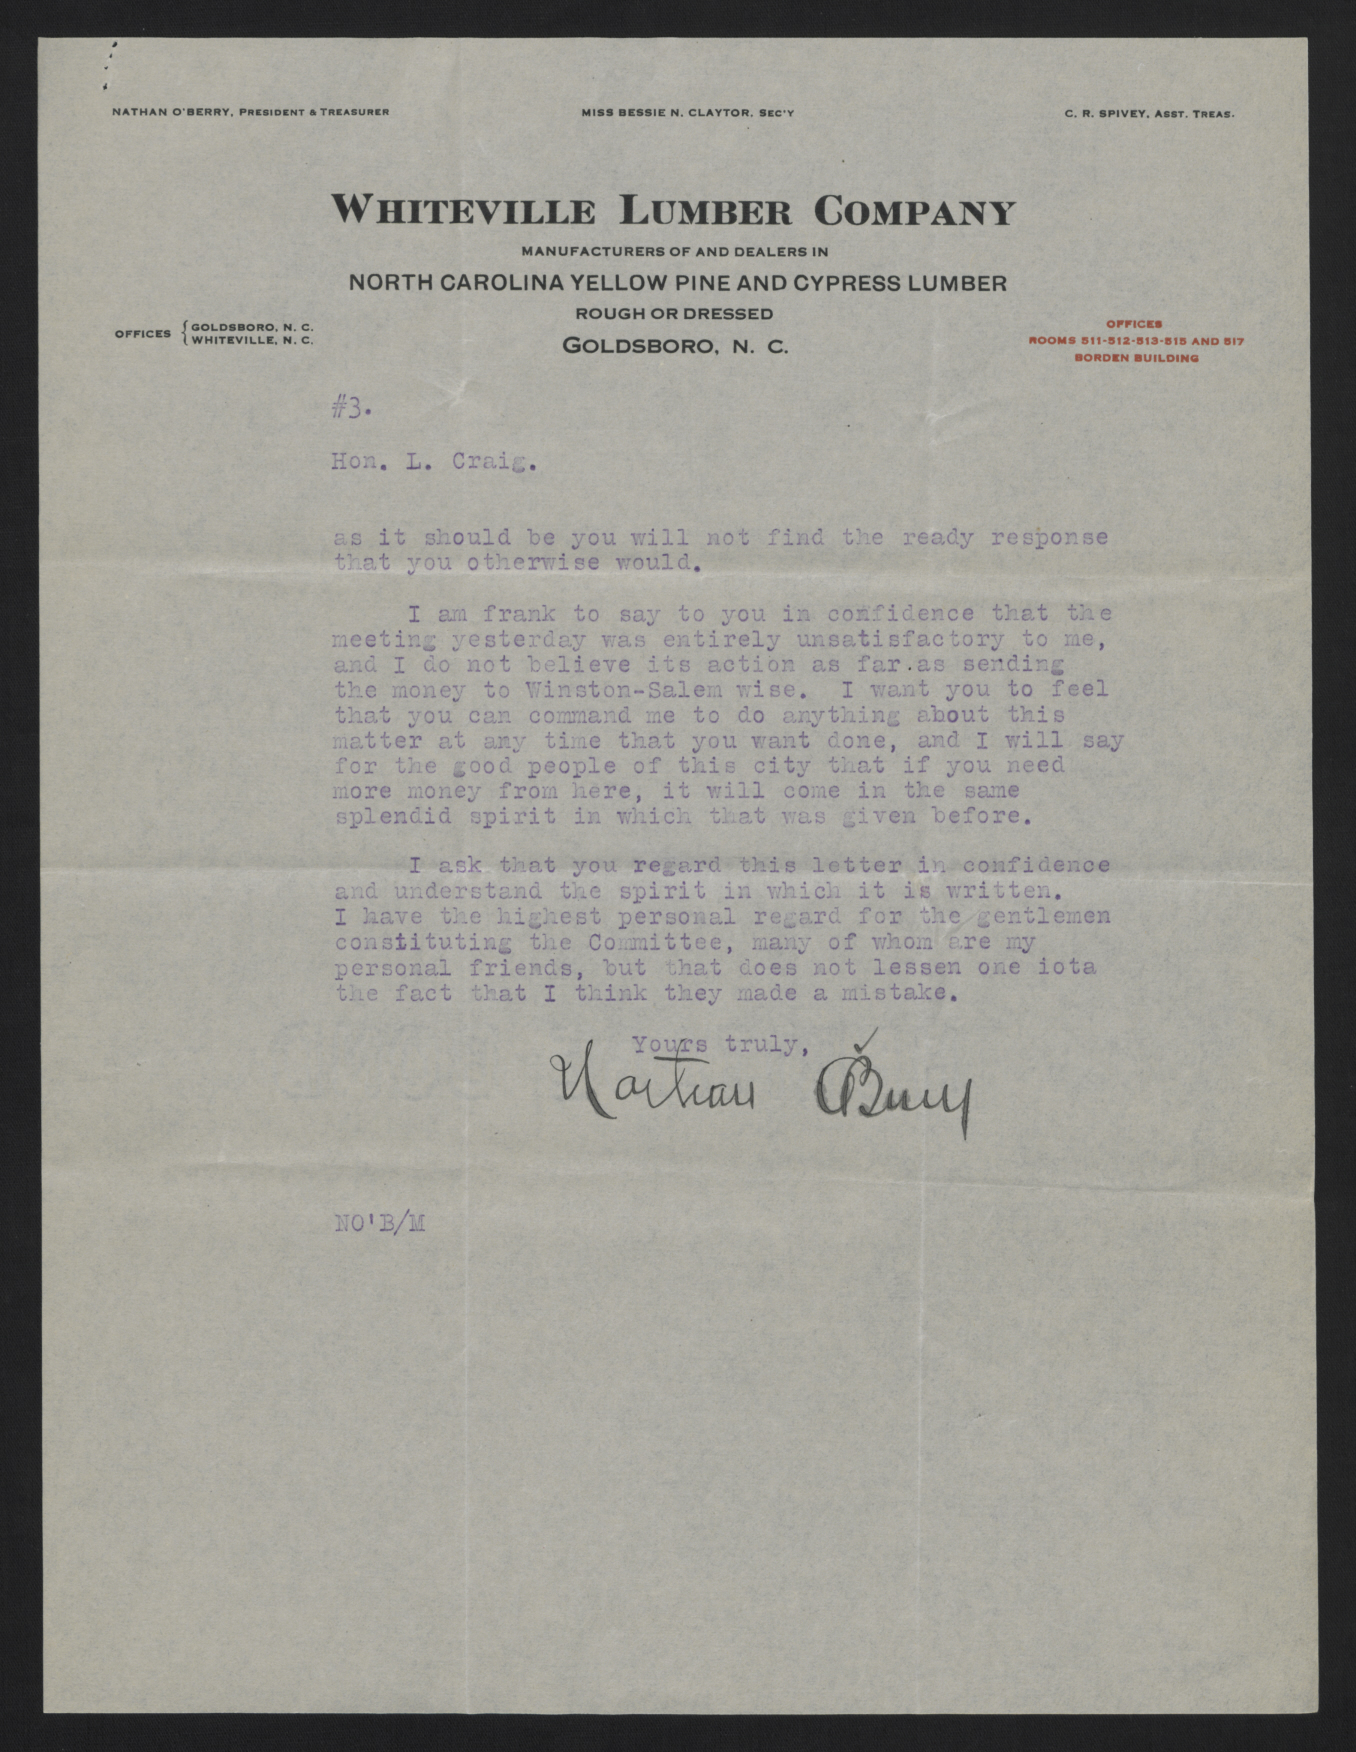 NATHAN O'BERRY, PRESIDENT & TREASURER MISS BESSIE N. CLAYTOR, SEC'Y C. R. SPIVEY, ASST. TREAS.
WHITEVILLE LUMBER COMPANY
MANUFACTURERS OF AND DEALERS IN
NORTH CAROLINA YELLOW PINE AND CYPRESS LUMBER
ROUGH OR DRESSED
GOLDSBORO, N. C.
OFFICES { GOLDSBORO, N. C.
WHITEVILLE, N. C.
OFFICES
ROOMS 511-512-513-515 AND 517
BORDEN BUILDING
#3.
Hon. L. Craig.
as it should be you will not find the ready response
that you otherwise would.
I am frank to say to you in confidence that the
meeting yesterday was entirely unsatisfactory to me,
and I do not believe its action as far.as sending
the money to Winston-Salem wise. I want you to feel
that you can command me to do anything about this
matter at any time that you want done, and I will say
for the good people of this city that if you need
more money from here, it will come in the same
splendid spirit in which that was given before.
I ask that you regard this letter in confidence
and understand the spirit in which it is written.
I have the highest personal regard for the gentlemen
constituting the Committee, many of whom are my
personal friends, but that does not lessen one iota
the fact that I think they made a mistake.
Yours truly,
Nathan O'Berry
NO'B/M